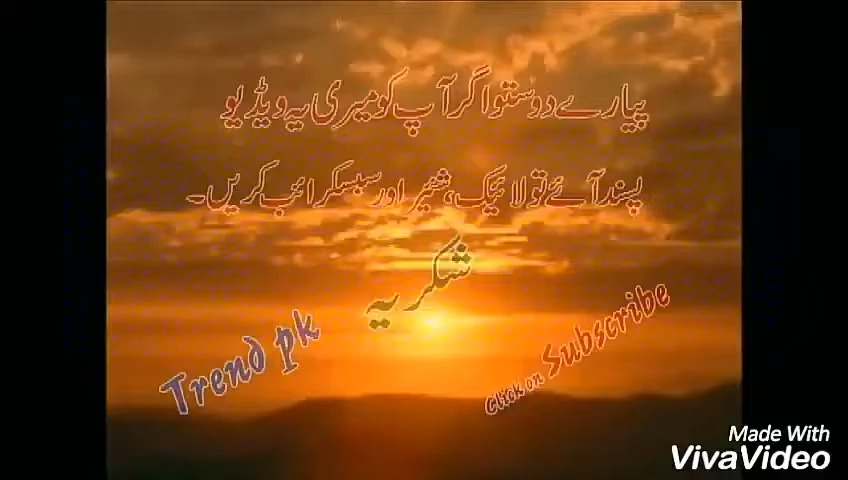 پیارے دوستو اگر آپ کو میری یہ ویڈیو
پسند آئے تو لائیک، شئیر اور سبسکرائب کریں۔
شکریہ
Trend pk
Click on Subscribe
Made With
VivaVideo